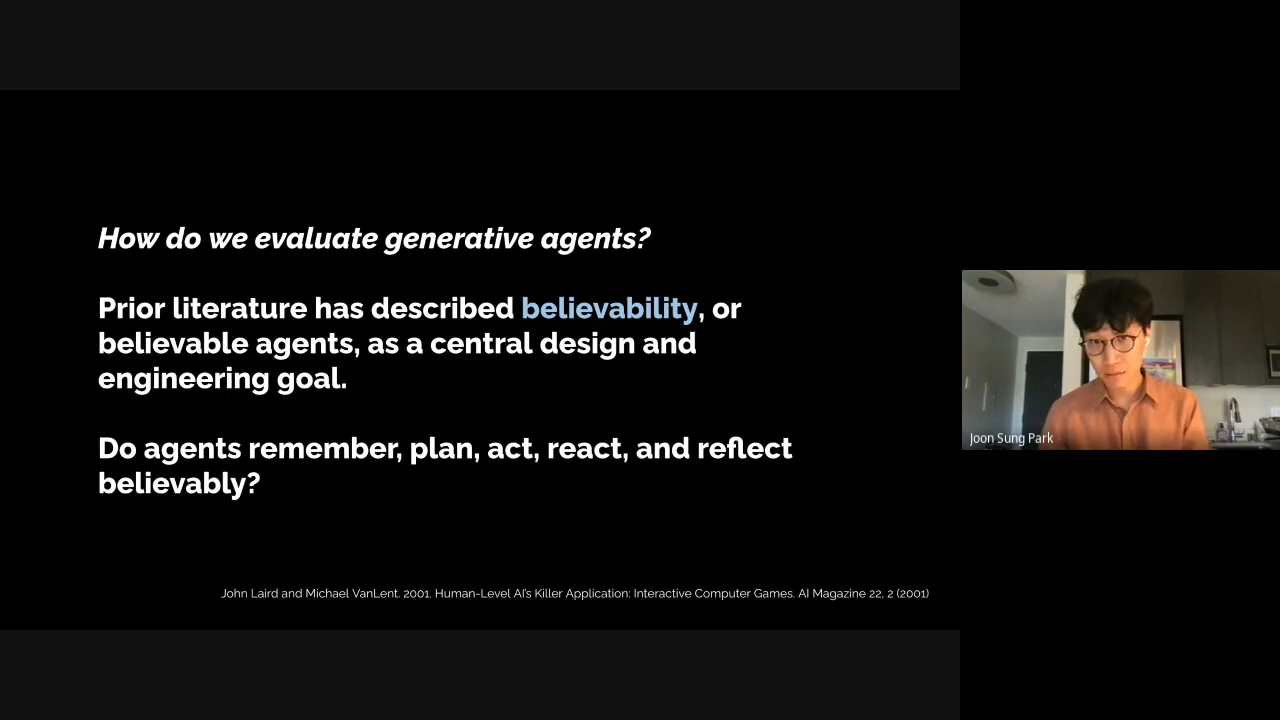 How do we evaluate generative agents?
Prior literature has described believability, or
believable agents, as a central design and
engineering goal.
Do agents remember, plan, act, react, and reflect
believably?
John Laird and Michael VanLent. 2001. Human-Level AI's Killer Application: Interactive Computer Games. AI Magazine 22, 2 (2001)
Joon Sung Park